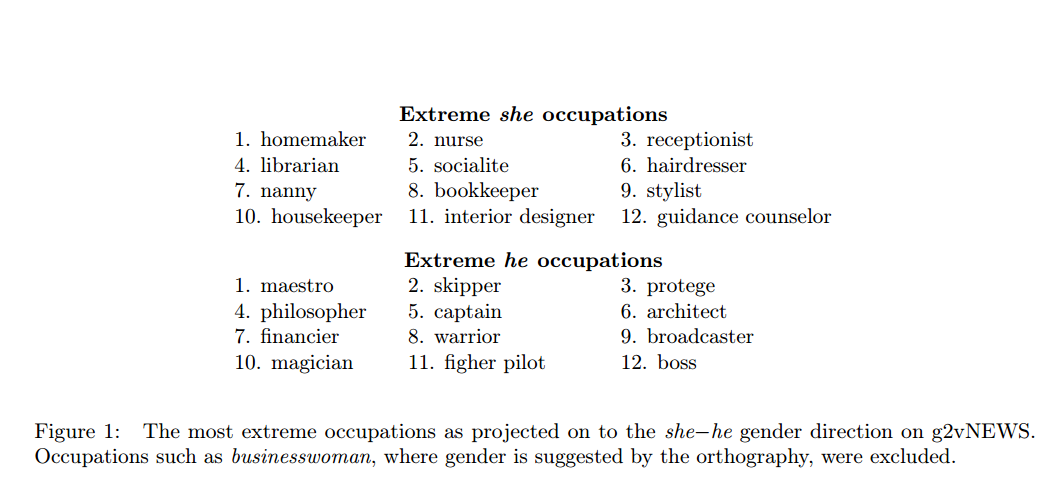 Extreme she occupations
1. homemaker 2. nurse 3. receptionist
4. librarian 5. socialite 6. hairdresser
7. nanny 8. bookkeeper 9. stylist
10. housekeeper 11. interior designer 12. guidance counselor
Extreme he occupations
1. maestro 2. skipper 3. protege
4. philosopher 5. captain 6. architect
7. financier 8. warrior 9. broadcaster
10. magician 11. figher pilot 12. boss
Figure 1: The most extreme occupations as projected on to the she−he gender direction on g2vNEWS.
Occupations such as businesswoman, where gender is suggested by the orthography, were excluded.